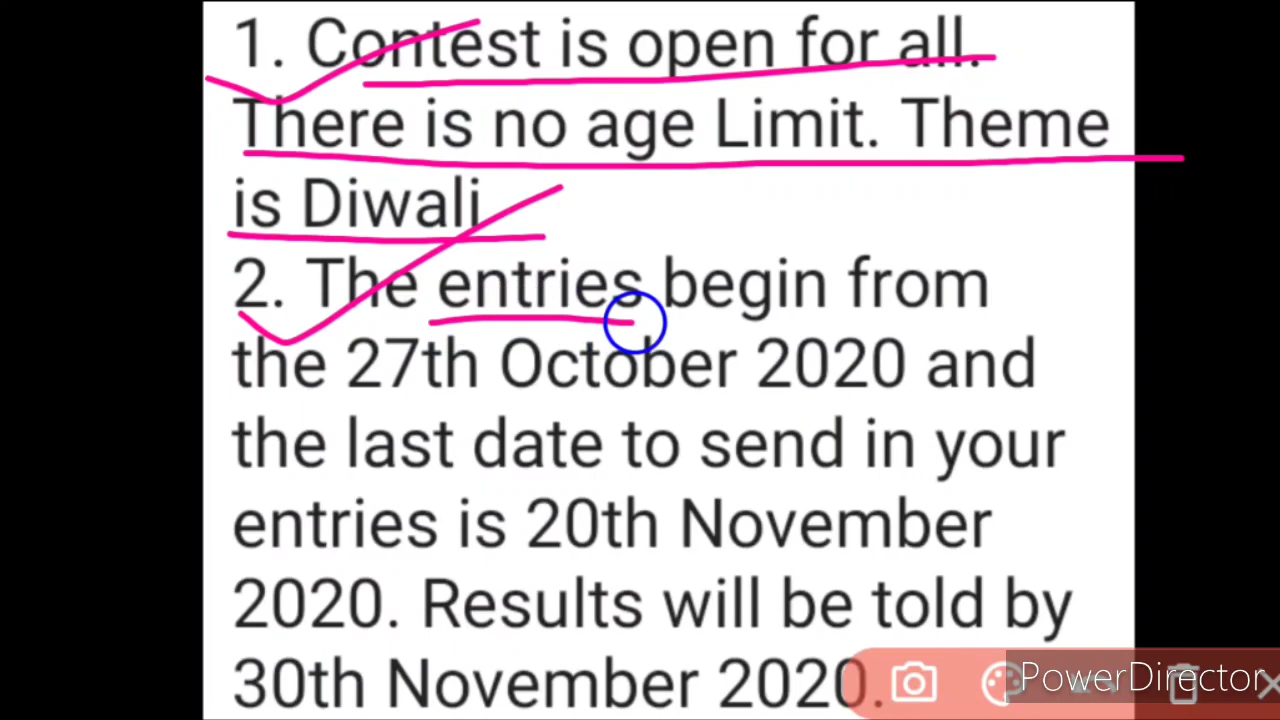 1. Contest is open for all.
There is no age Limit. Theme
is Diwali
2. The entries begin from
the 27th October 2020 and
the last date to send in your
entries is 20th November
2020. Results will be told by
30th November 2020.
PowerDirector